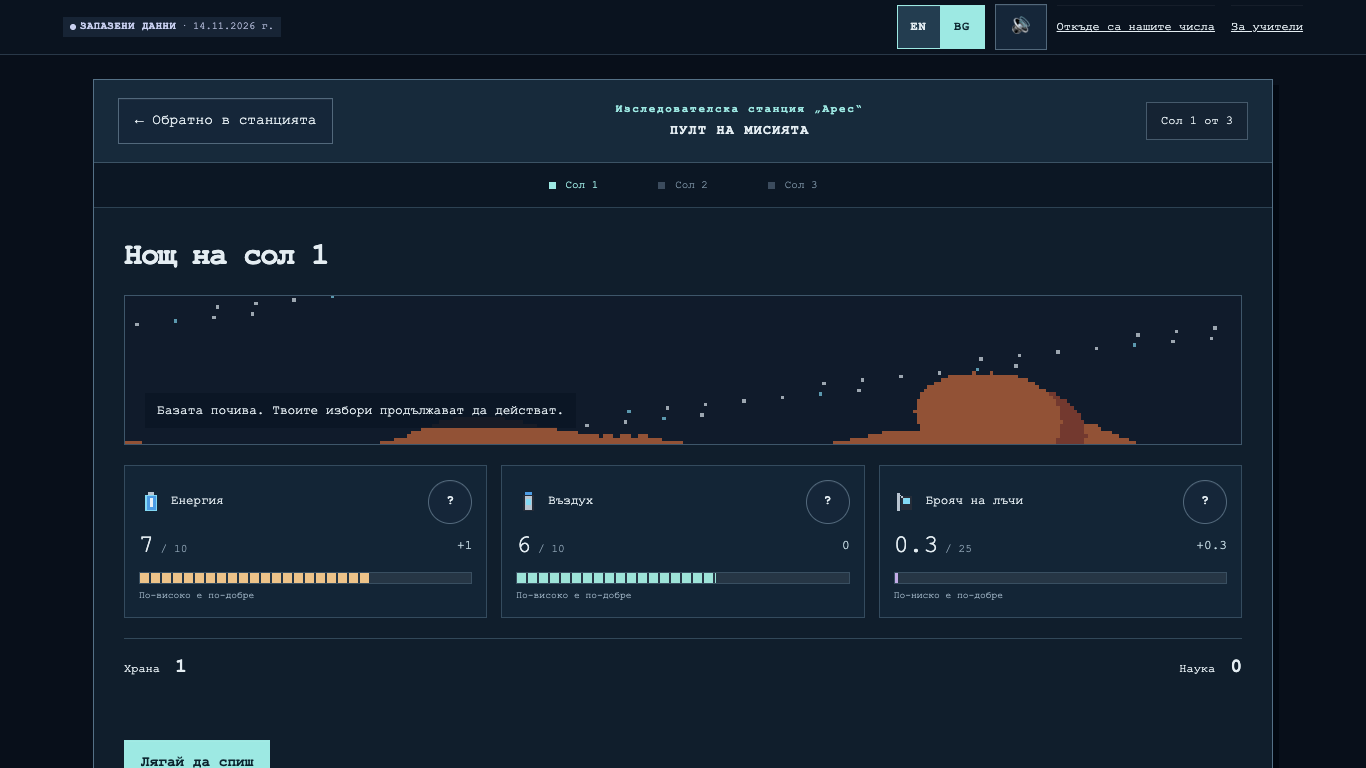 ЗАПАЗЕНИ ДАННИ · 14.11.2026 г.
EN BG
Откъде са нашите числа
За учители
← Обратно в станцията
Изследователска станция „Арес“
ПУЛТ НА МИСИЯТА
Сол 1 от 3
Сол 1
Сол 2
Сол 3
Нощ на сол 1
Базата почива. Твоите избори продължават да действат.
Енергия ?
7 / 10 +1
По-високо е по-добре
Въздух ?
6 / 10 0
По-високо е по-добре
Брояч на лъчи ?
0.3 / 25 +0.3
По-ниско е по-добре
Храна 1
Наука 0
Лягай да спиш